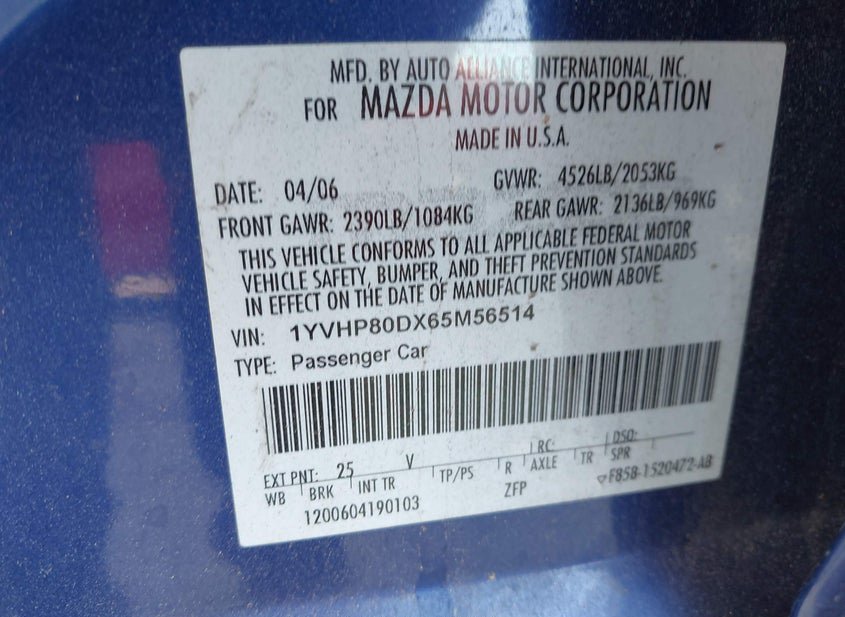 MFD. BY AUTO ALLIANCE INTERNATIONAL, INC.
FOR MAZDA MOTOR CORPORATION
MADE IN U.S.A.
DATE: 04/06 GVWR: 4526LB/2053KG
FRONT GAWR: 2390LB/1084KG REAR GAWR: 2136LB/969KG
THIS VEHICLE CONFORMS TO ALL APPLICABLE FEDERAL MOTOR
VEHICLE SAFETY, BUMPER, AND THEFT PREVENTION STANDARDS
IN EFFECT ON THE DATE OF MANUFACTURE SHOWN ABOVE.
VIN: 1YVHP80DX65M56514
TYPE: Passenger Car
EXT PNT: 25 V RC: DSO:
WB BRK INT TR TP/PS R AXLE TR SPR
1200604190103 ZFP F85B-1520472-AB